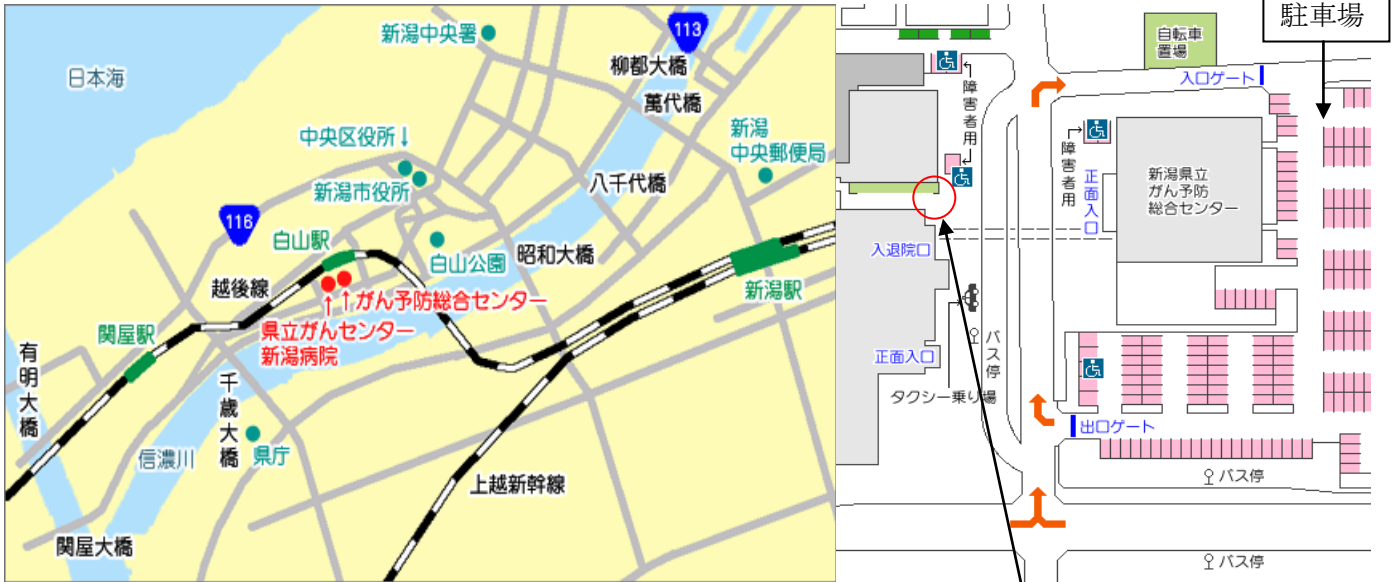 新潟中央署
113
日本海
柳都大橋
萬代橋
中央区役所↓
新潟
中央郵便局
新潟市役所
八千代橋
116
白山駅
白山公園
昭和大橋
越後線
↑がん予防総合センター
新潟駅
関屋駅
↑
県立がんセンター
新潟病院
有明大橋
千歳大橋
信濃川
県庁
上越新幹線
関屋大橋
駐車場
自転車
置場
入口ゲート
障害者用
障害者用
正面入口
新潟県立
がん予防
総合センター
入退院口
バス停
正面入口
タクシー乗り場
出口ゲート
バス停
バス停